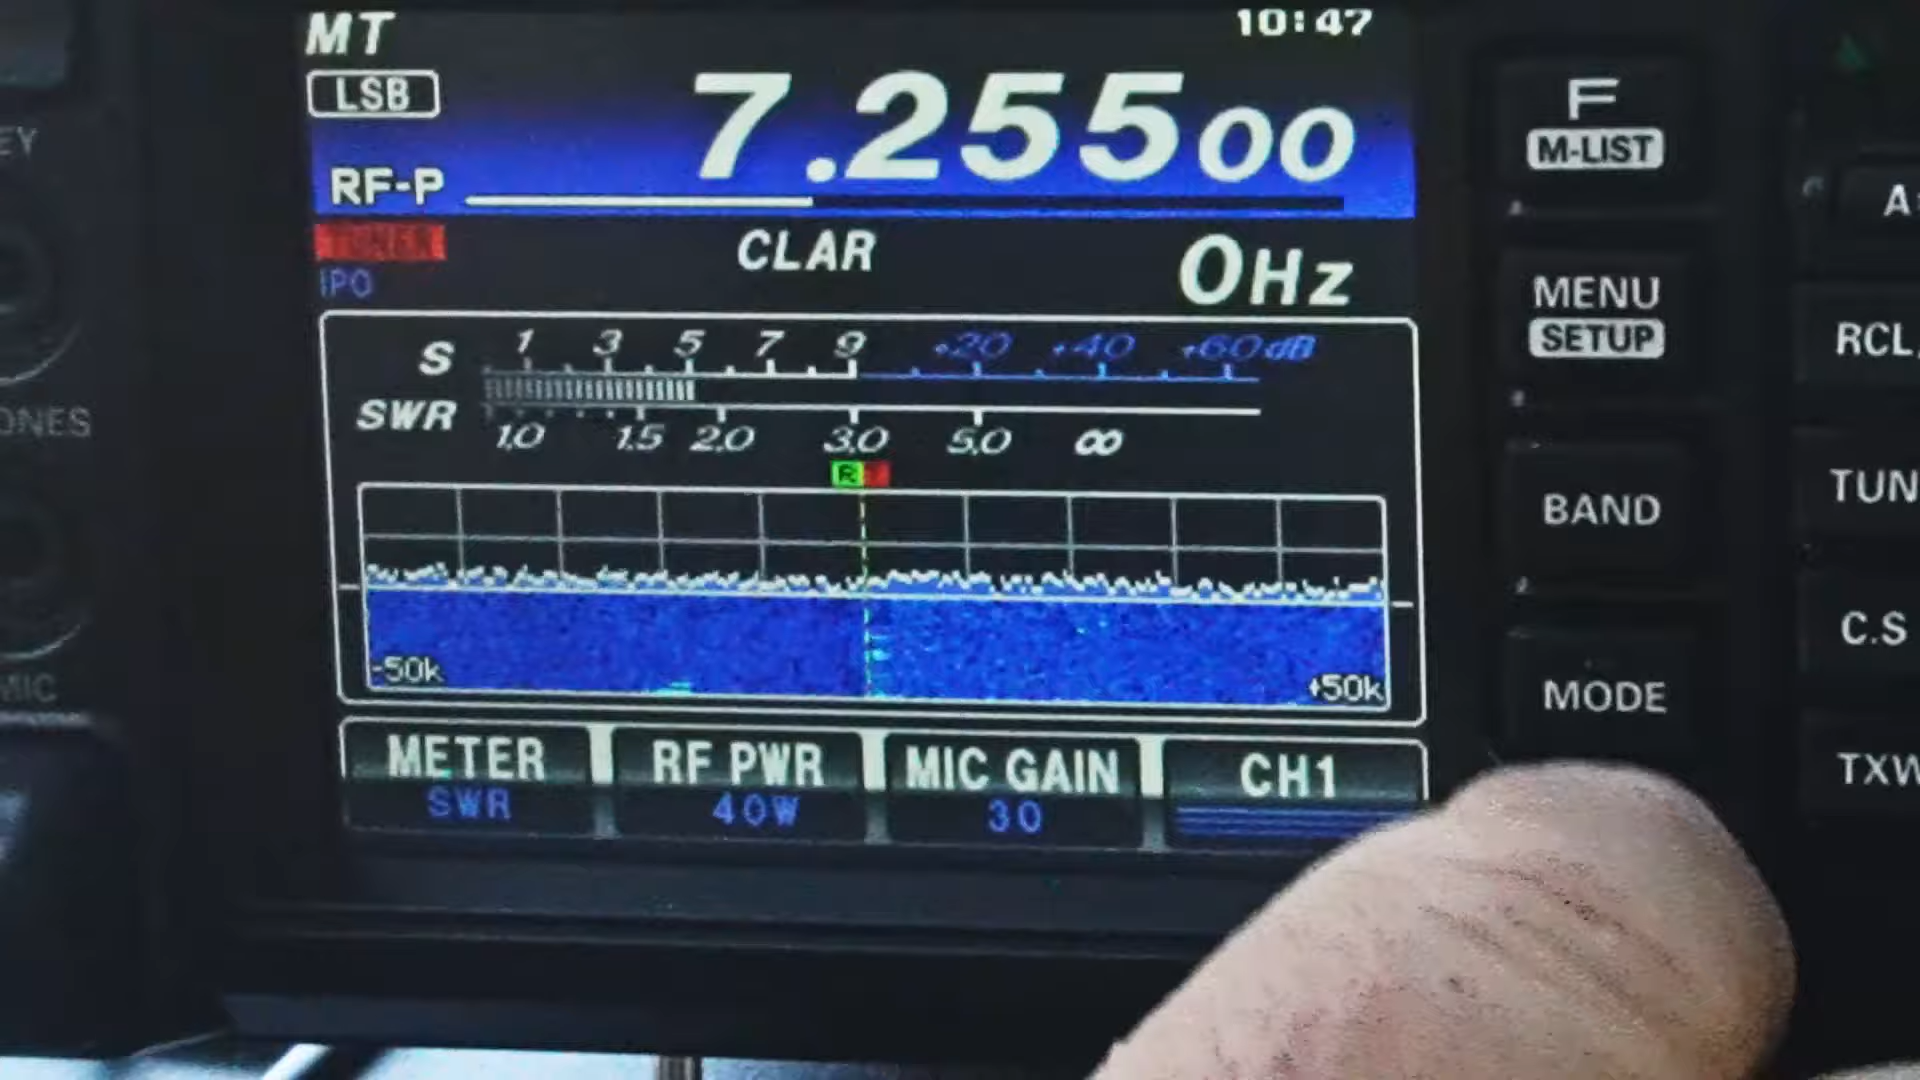 MT
10:47
LSB
7.25500
RF-P
TUNER
CLAR
0Hz
IPO
S 1 3 5 7 9 +20 +40 +60dB
SWR 1.0 1.5 2.0 3.0 5.0 ∞
R
-50k +50k
METER RF PWR MIC GAIN CH1
SWR 40W 30
F
M-LIST
MENU
SETUP
BAND
MODE
RCL
TUN
C.S
TXW
EY
ONES
MIC